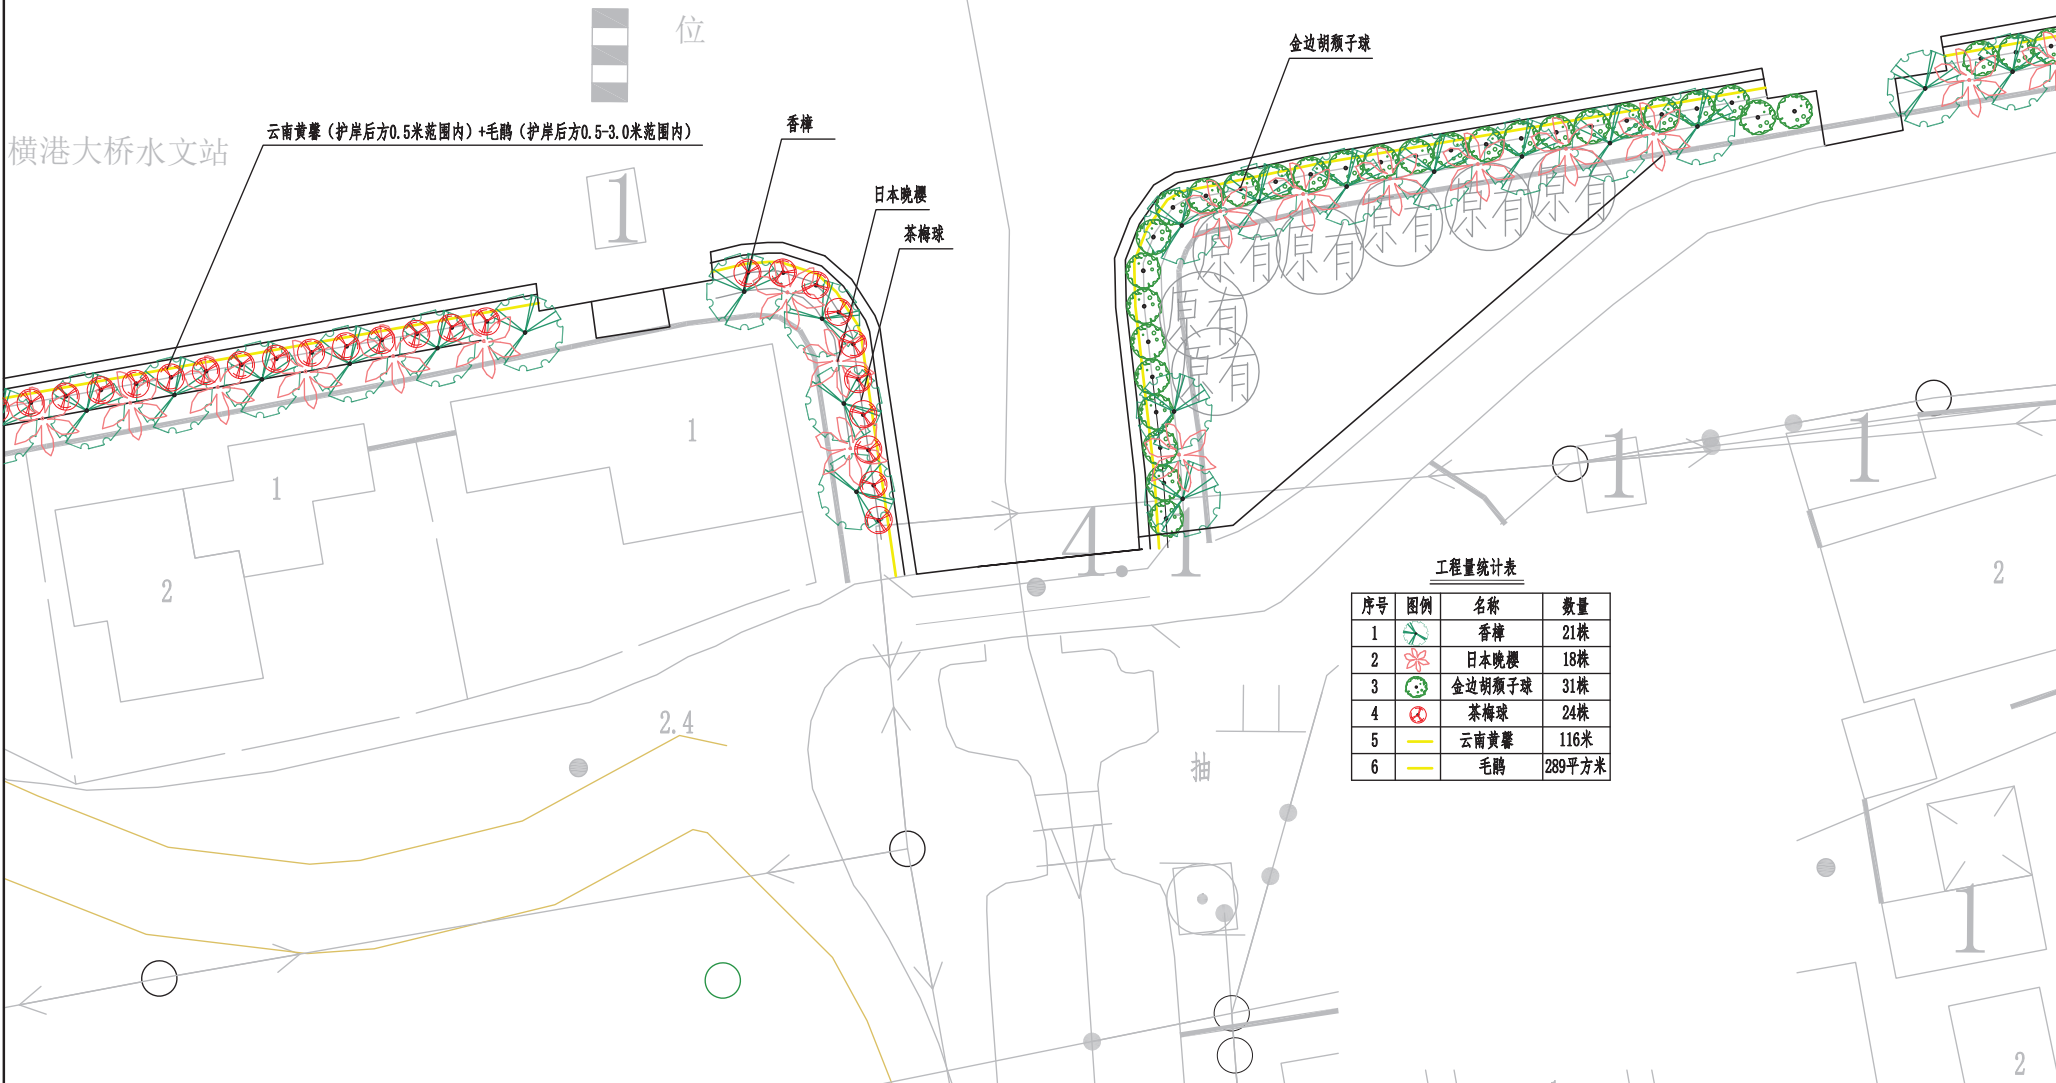 位
金边胡颓子球
云南黄馨（护岸后方0.5米范围内）+毛鹃（护岸后方0.5-3.0米范围内）
香樟
横港大桥水文站
1
日本晚樱
茶梅球
原有
原有
原有
原有
原有
原有
原有
1
1
1
1
2
4.1
2
工程量统计表
序号 图例 名称 数量
1 香樟 21株
2 日本晚樱 18株
3 金边胡颓子球 31株
4 茶梅球 24株
5 云南黄馨 116米
6 毛鹃 289平方米
2.4
抽
1
2